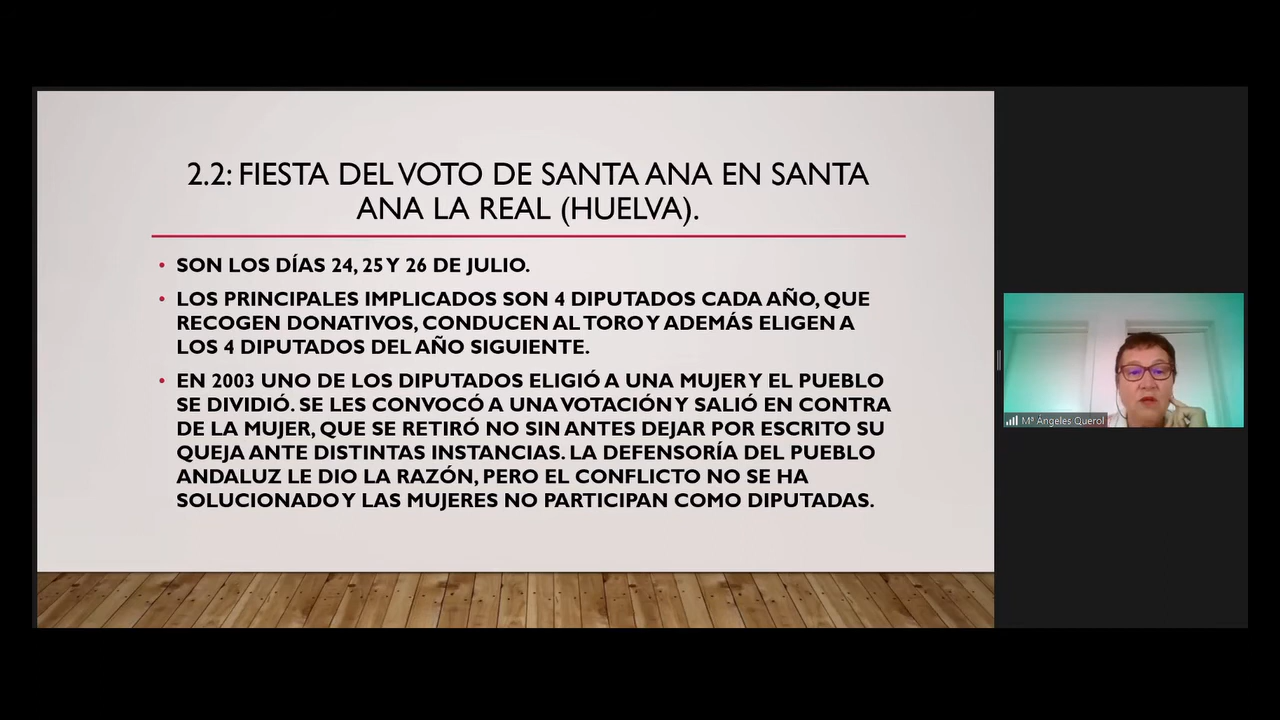 2.2: FIESTA DEL VOTO DE SANTA ANA EN SANTA
ANA LA REAL (HUELVA).
• SON LOS DÍAS 24, 25 Y 26 DE JULIO.
• LOS PRINCIPALES IMPLICADOS SON 4 DIPUTADOS CADA AÑO, QUE
RECOGEN DONATIVOS, CONDUCEN AL TORO Y ADEMÁS ELIGEN A
LOS 4 DIPUTADOS DEL AÑO SIGUIENTE.
• EN 2003 UNO DE LOS DIPUTADOS ELIGIÓ A UNA MUJER Y EL PUEBLO
SE DIVIDIÓ. SE LES CONVOCÓ A UNA VOTACIÓN Y SALIÓ EN CONTRA
DE LA MUJER, QUE SE RETIRÓ NO SIN ANTES DEJAR POR ESCRITO SU
QUEJA ANTE DISTINTAS INSTANCIAS. LA DEFENSORÍA DEL PUEBLO
ANDALUZ LE DIO LA RAZÓN, PERO EL CONFLICTO NO SE HA
SOLUCIONADO Y LAS MUJERES NO PARTICIPAN COMO DIPUTADAS.
Mª Ángeles Querol